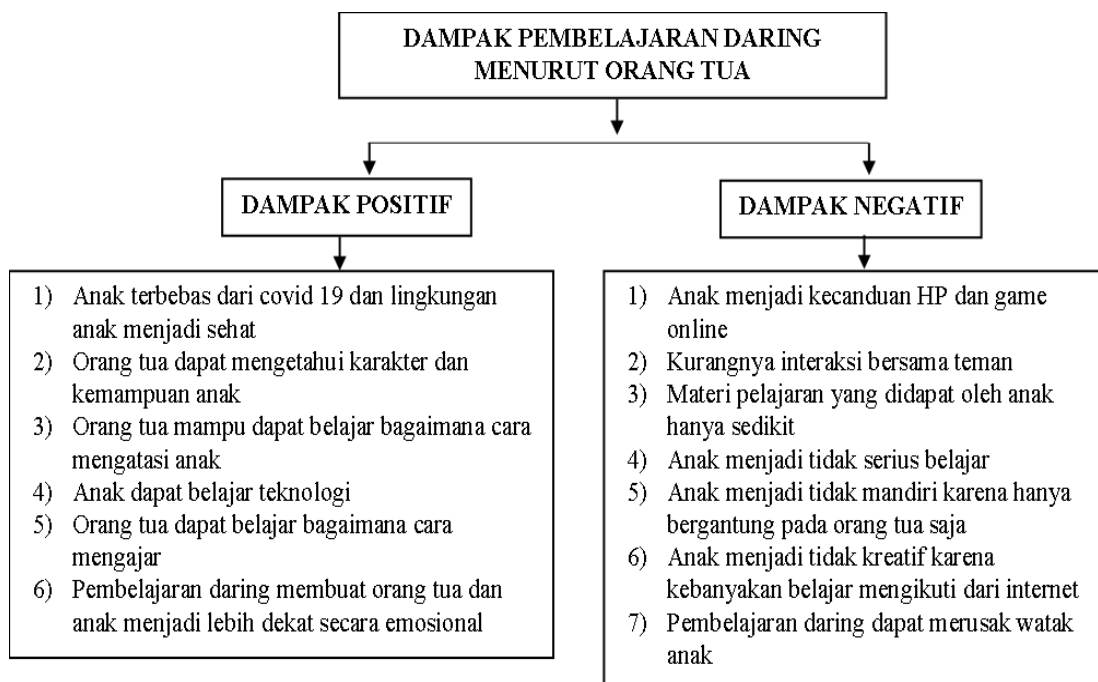 DAMPAK PEMBELAJARAN DARING
MENURUT ORANG TUA
DAMPAK POSITIF
1) Anak terbebas dari covid 19 dan lingkungan
anak menjadi sehat
2) Orang tua dapat mengetahui karakter dan
kemampuan anak
3) Orang tua mampu dapat belajar bagaimana cara
mengatasi anak
4) Anak dapat belajar teknologi
5) Orang tua dapat belajar bagaimana cara
mengajar
6) Pembelajaran daring membuat orang tua dan
anak menjadi lebih dekat secara emosional
DAMPAK NEGATIF
1) Anak menjadi kecanduan HP dan game
online
2) Kurangnya interaksi bersama teman
3) Materi pelajaran yang didapat oleh anak
hanya sedikit
4) Anak menjadi tidak serius belajar
5) Anak menjadi tidak mandiri karena hanya
bergantung pada orang tua saja
6) Anak menjadi tidak kreatif karena
kebanyakan belajar mengikuti dari internet
7) Pembelajaran daring dapat merusak watak
anak